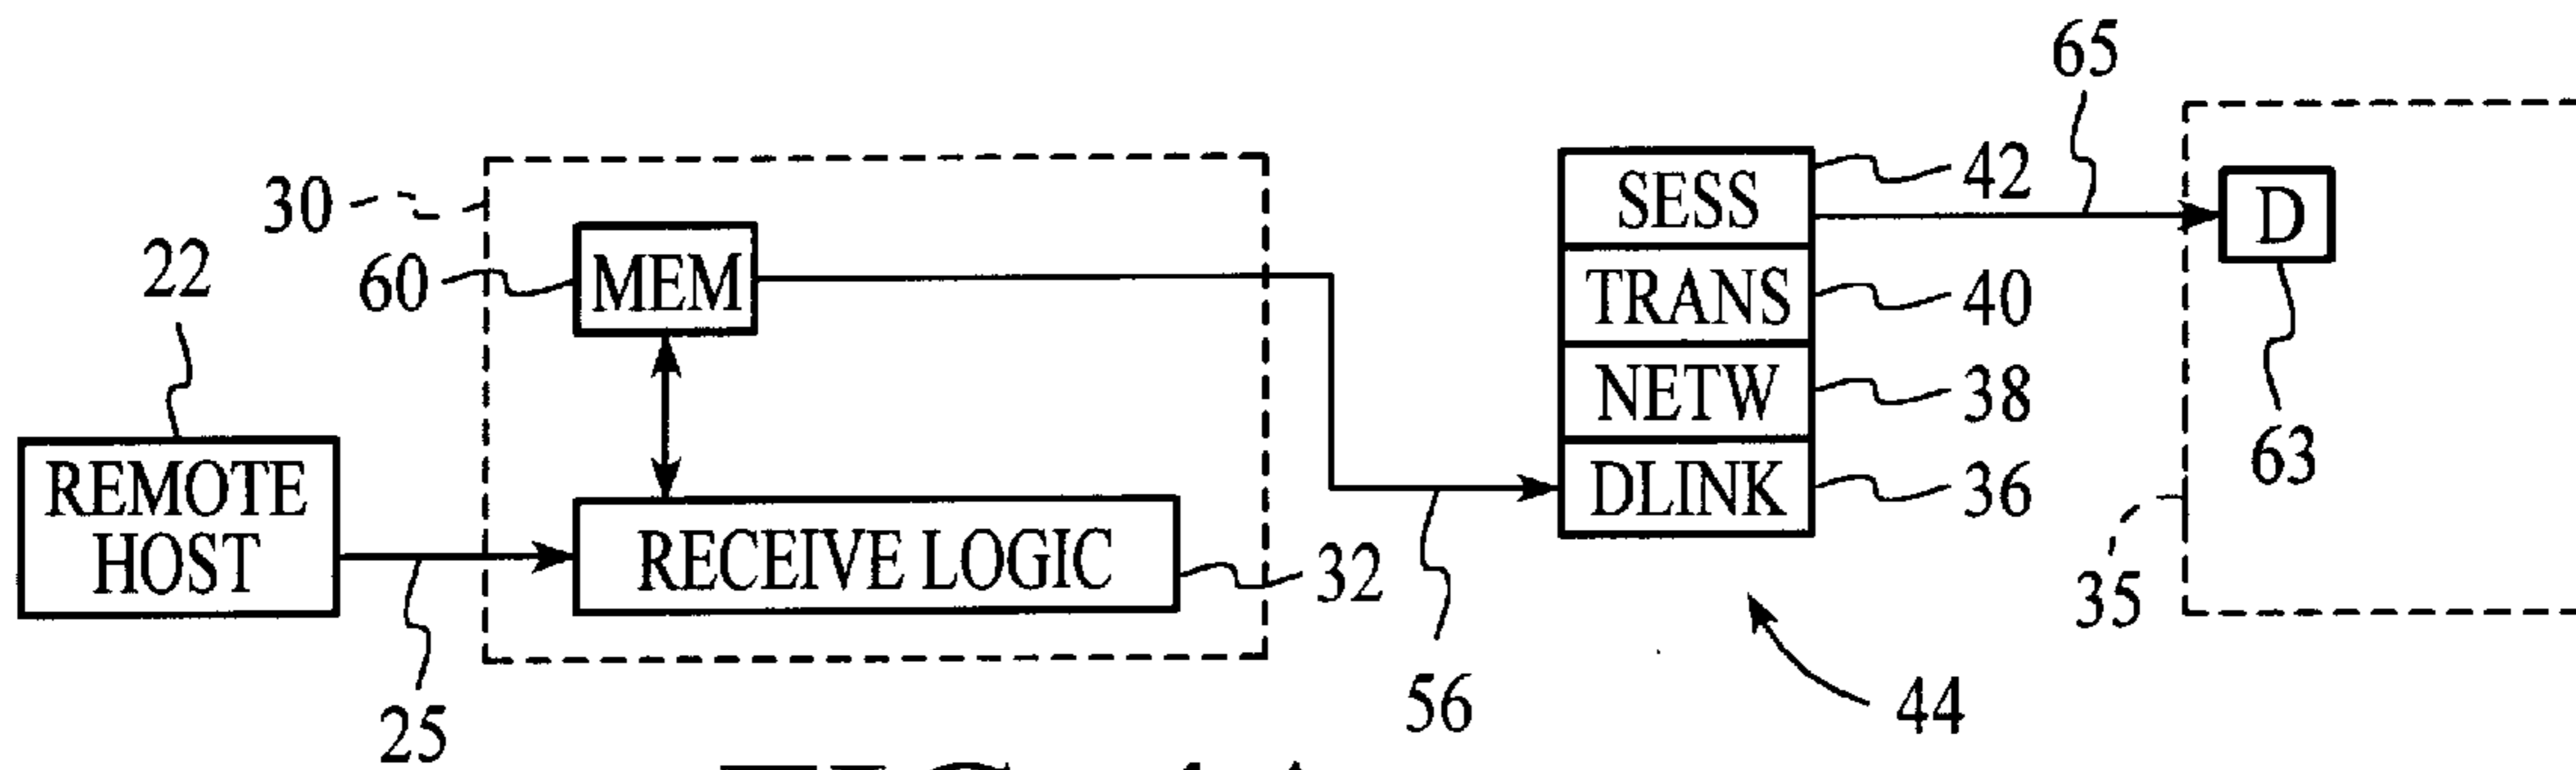 65
30
42
SESS
D
22
60
MEM
TRANS
40
NETW
38
63
REMOTE
HOST
DLINK
36
RECEIVE LOGIC
32
35
25
56
44